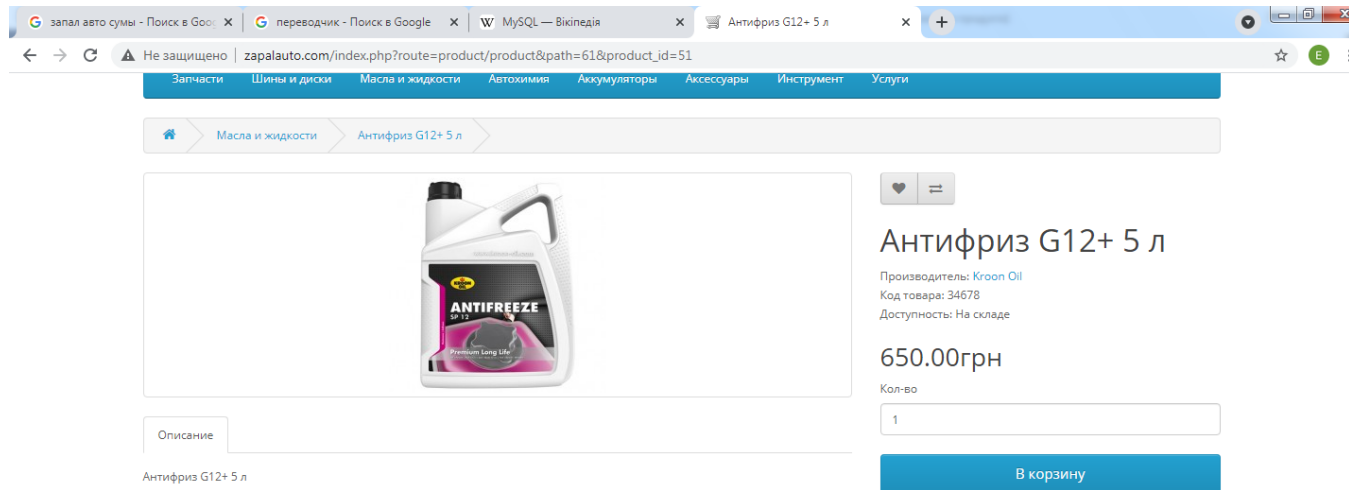 запал авто сумы - Поиск в Goo
переводчик - Поиск в Google
W MySQL — Вікіпедія
Антифриз G12+ 5 л
Не защищено | zapalauto.com/index.php?route=product/product&path=61&product_id=51
E
Запчасти Шины и диски Масла и жидкости Автохимия Аккумуляторы Аксессуары Инструмент Услуги
Масла и жидкости Антифриз G12+ 5 л
KROON
OIL
ANTIFREEZE
SP 12
Premium Long Life
Антифриз G12+ 5 л
Производитель: Kroon Oil
Код товара: 34678
Доступность: На складе
650.00грн
Кол-во
1
В корзину
Описание
Антифриз G12+ 5 л